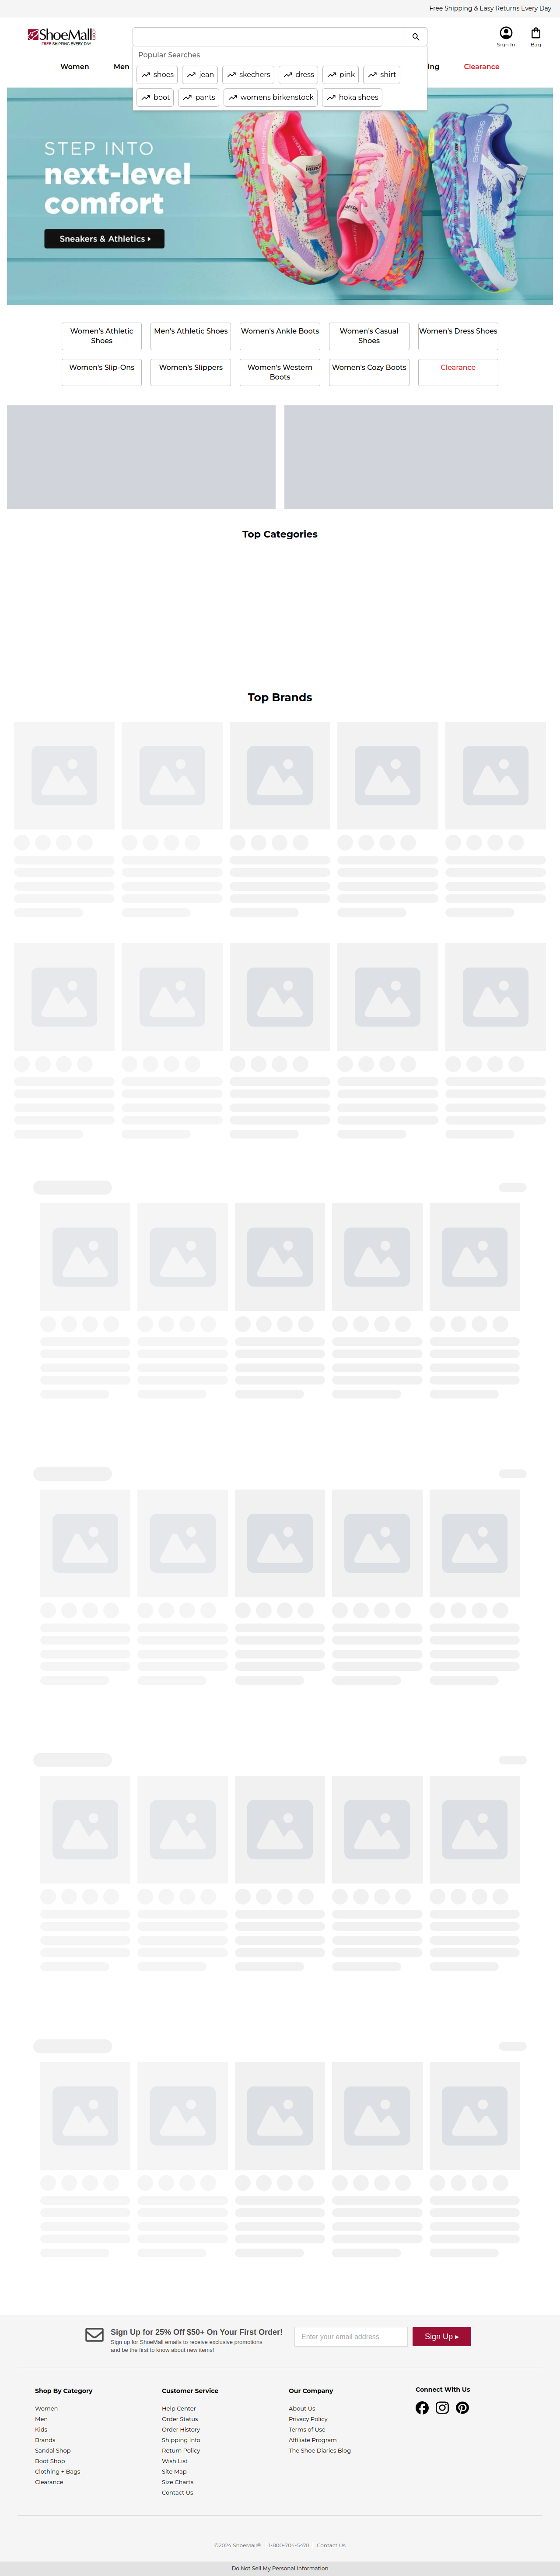 Free Shipping & Easy Returns Every Day
ShoeMall
FREE SHIPPING EVERY DAY
Sign In
Bag
Popular Searches
shoes
jean
skechers
dress
pink
shirt
boot
pants
womens birkenstock
hoka shoes
Women
Men
ing
Clearance
STEP INTO
next-level
comfort
Sneakers & Athletics
Women's Athletic
Shoes
Men's Athletic Shoes
Women's Ankle Boots
Women's Casual
Shoes
Women's Dress Shoes
Women's Slip-Ons
Women's Slippers
Women's Western
Boots
Women's Cozy Boots
Clearance
Top Categories
Top Brands
Sign Up for 25% Off $50+ On Your First Order!
Sign up for ShoeMall emails to receive exclusive promotions
and be the first to know about new items!
Enter your email address
Sign Up ▸
Shop By Category
Women
Men
Kids
Brands
Sandal Shop
Boot Shop
Clothing + Bags
Clearance
Customer Service
Help Center
Order Status
Order History
Shipping Info
Return Policy
Wish List
Site Map
Size Charts
Contact Us
Our Company
About Us
Privacy Policy
Terms of Use
Affiliate Program
The Shoe Diaries Blog
Connect With Us
©2024 ShoeMall® | 1-800-704-5478 | Contact Us
Do Not Sell My Personal Information